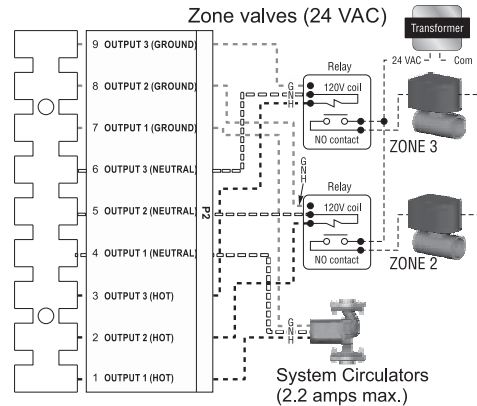 Zone valves (24 VAC)
Transformer
24 VAC
Com
9 OUTPUT 3 (GROUND)
8 OUTPUT 2 (GROUND)
7 OUTPUT 1 (GROUND)
6 OUTPUT 3 (NEUTRAL)
5 OUTPUT 2 (NEUTRAL)
4 OUTPUT 1 (NEUTRAL)
3 OUTPUT 3 (HOT)
2 OUTPUT 2 (HOT)
1 OUTPUT 1 (HOT)
P2
Relay
G
N
H
120V coil
NO contact
ZONE 3
G
N
H
Relay
120V coil
NO contact
ZONE 2
G
N
H
System Circulators
(2.2 amps max.)